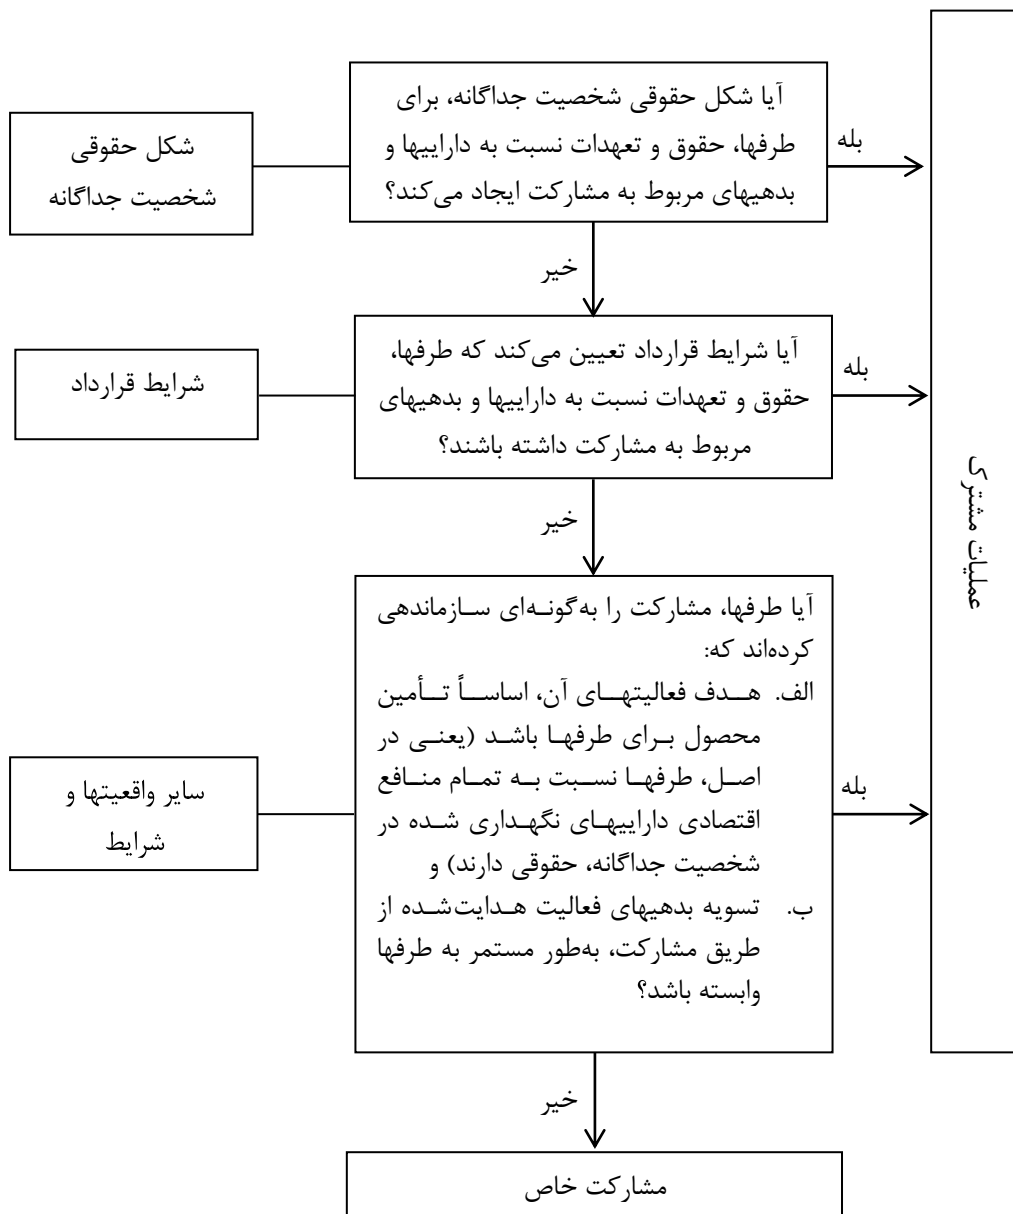 آیا شکل حقوقی شخصیت جداگانه، برای
طرفها، حقوق و تعهدات نسبت به داراییها و
بدهیهای مربوط به مشارکت ایجاد می‌کند؟
شکل حقوقی
شخصیت جداگانه
بله
خیر
آیا شرایط قرارداد تعیین می‌کند که طرفها،
حقوق و تعهدات نسبت به داراییها و بدهیهای
مربوط به مشارکت داشته باشند؟
شرایط قرارداد
بله
خیر
عملیات مشترک
آیا طرفها، مشارکت را به‌گونه‌ای سازماندهی
کرده‌اند که:
الف. هدف فعالیتهای آن، اساساً تأمین
محصول برای طرفها باشد (یعنی در
اصل، طرفها نسبت به تمام منافع
اقتصادی داراییهای نگهداری شده در
شخصیت جداگانه، حقوقی دارند) و
ب. تسویه بدهیهای فعالیت هدایت‌شده از
طریق مشارکت، به‌طور مستمر به طرفها
وابسته باشد؟
سایر واقعیتها و
شرایط
بله
خیر
مشارکت خاص